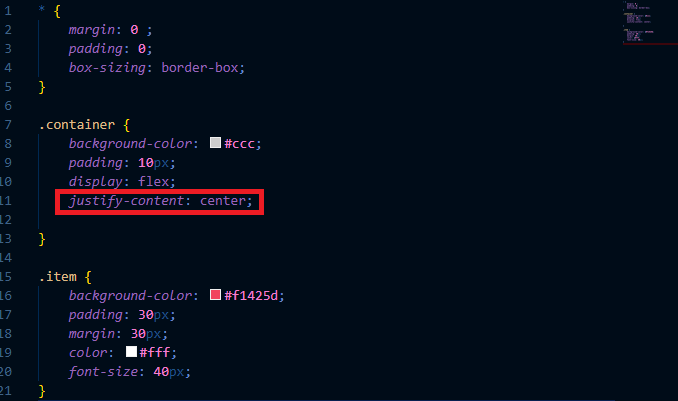 1 * {
2 margin: 0 ;
3 padding: 0;
4 box-sizing: border-box;
5 }
6
7 .container {
8 background-color: #ccc;
9 padding: 10px;
10 display: flex;
11 justify-content: center;
12
13 }
14
15 .item {
16 background-color: #f1425d;
17 padding: 30px;
18 margin: 30px;
19 color: #fff;
20 font-size: 40px;
21 }